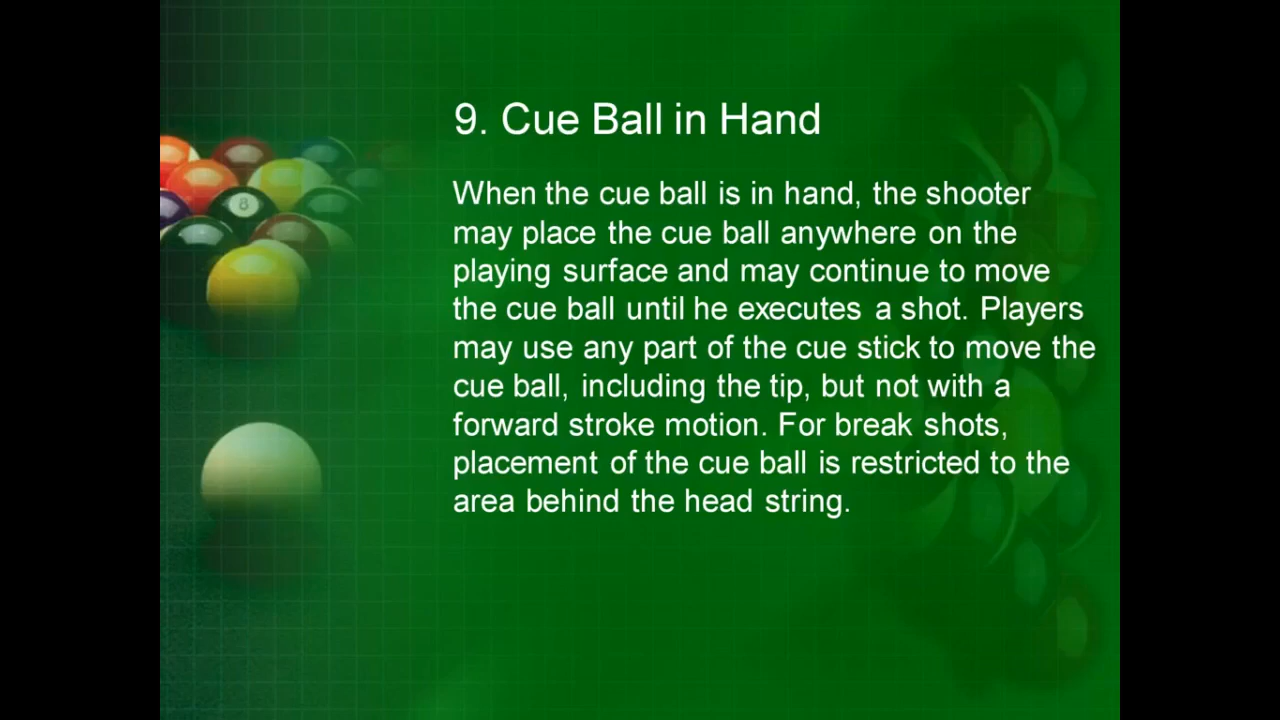 9. Cue Ball in Hand
8
When the cue ball is in hand, the shooter
may place the cue ball anywhere on the
playing surface and may continue to move
the cue ball until he executes a shot. Players
may use any part of the cue stick to move the
cue ball, including the tip, but not with a
forward stroke motion. For break shots,
placement of the cue ball is restricted to the
area behind the head string.